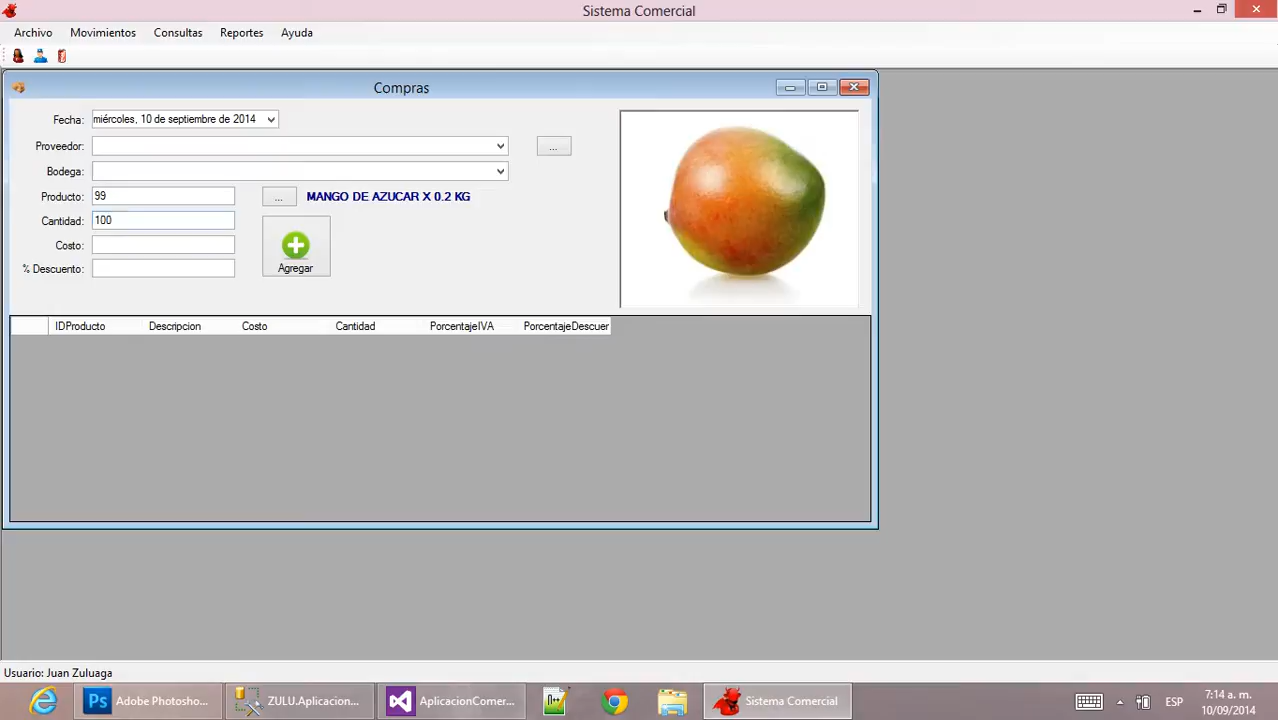 Sistema Comercial
Archivo Movimientos Consultas Reportes Ayuda
Compras
Fecha: miércoles, 10 de septiembre de 2014
Proveedor: ...
Bodega:
Producto: 99 ... MANGO DE AZUCAR X 0.2 KG
Cantidad: 100
Costo:
% Descuento:
Agregar
IDProducto Descripcion Costo Cantidad PorcentajeIVA PorcentajeDescuer
Usuario: Juan Zuluaga
Ps Adobe Photosho... ZULU.Aplicacion... AplicacionComer... Sistema Comercial ESP
7:14 a. m.
10/09/2014